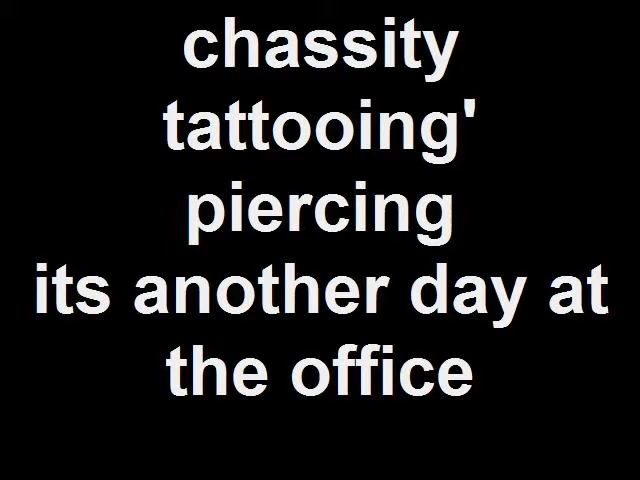 chassity
tattooing'
piercing
its another day at
the office